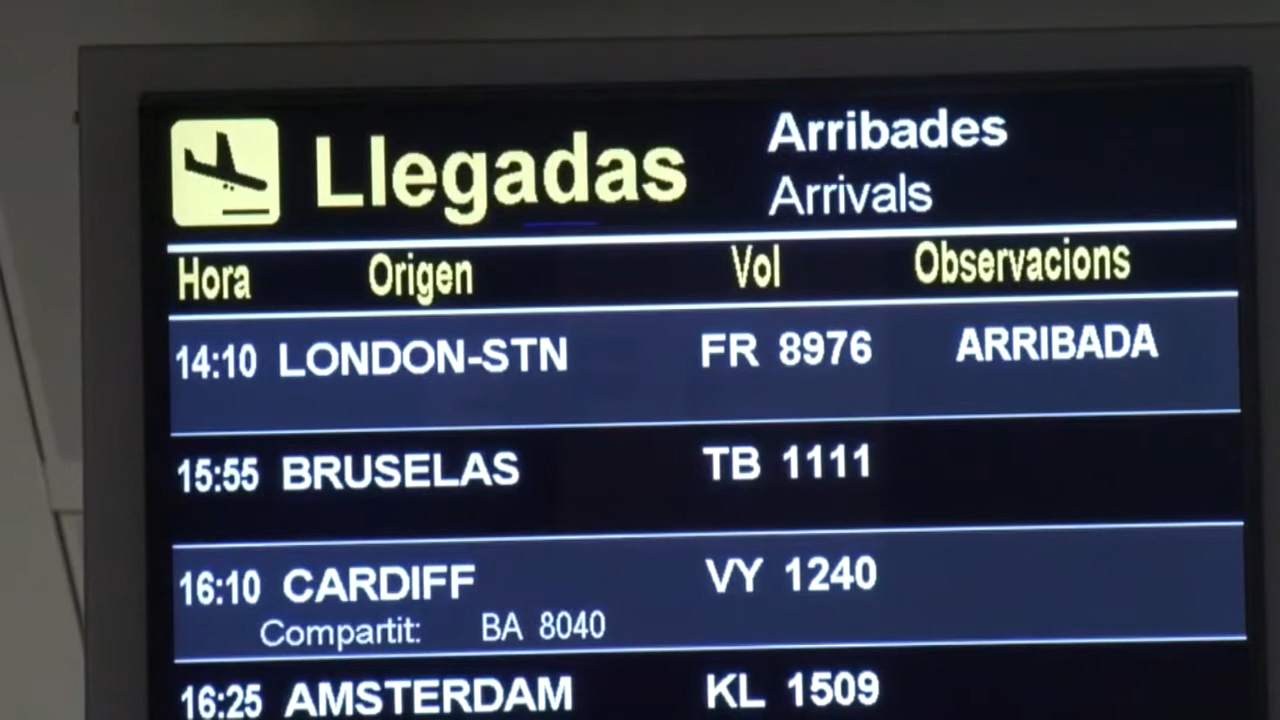 Llegadas
Arribades
Arrivals
Hora Origen Vol Observacions
14:10 LONDON-STN FR 8976 ARRIBADA
15:55 BRUSELAS TB 1111
16:10 CARDIFF VY 1240
Compartit: BA 8040
16:25 AMSTERDAM KL 1509